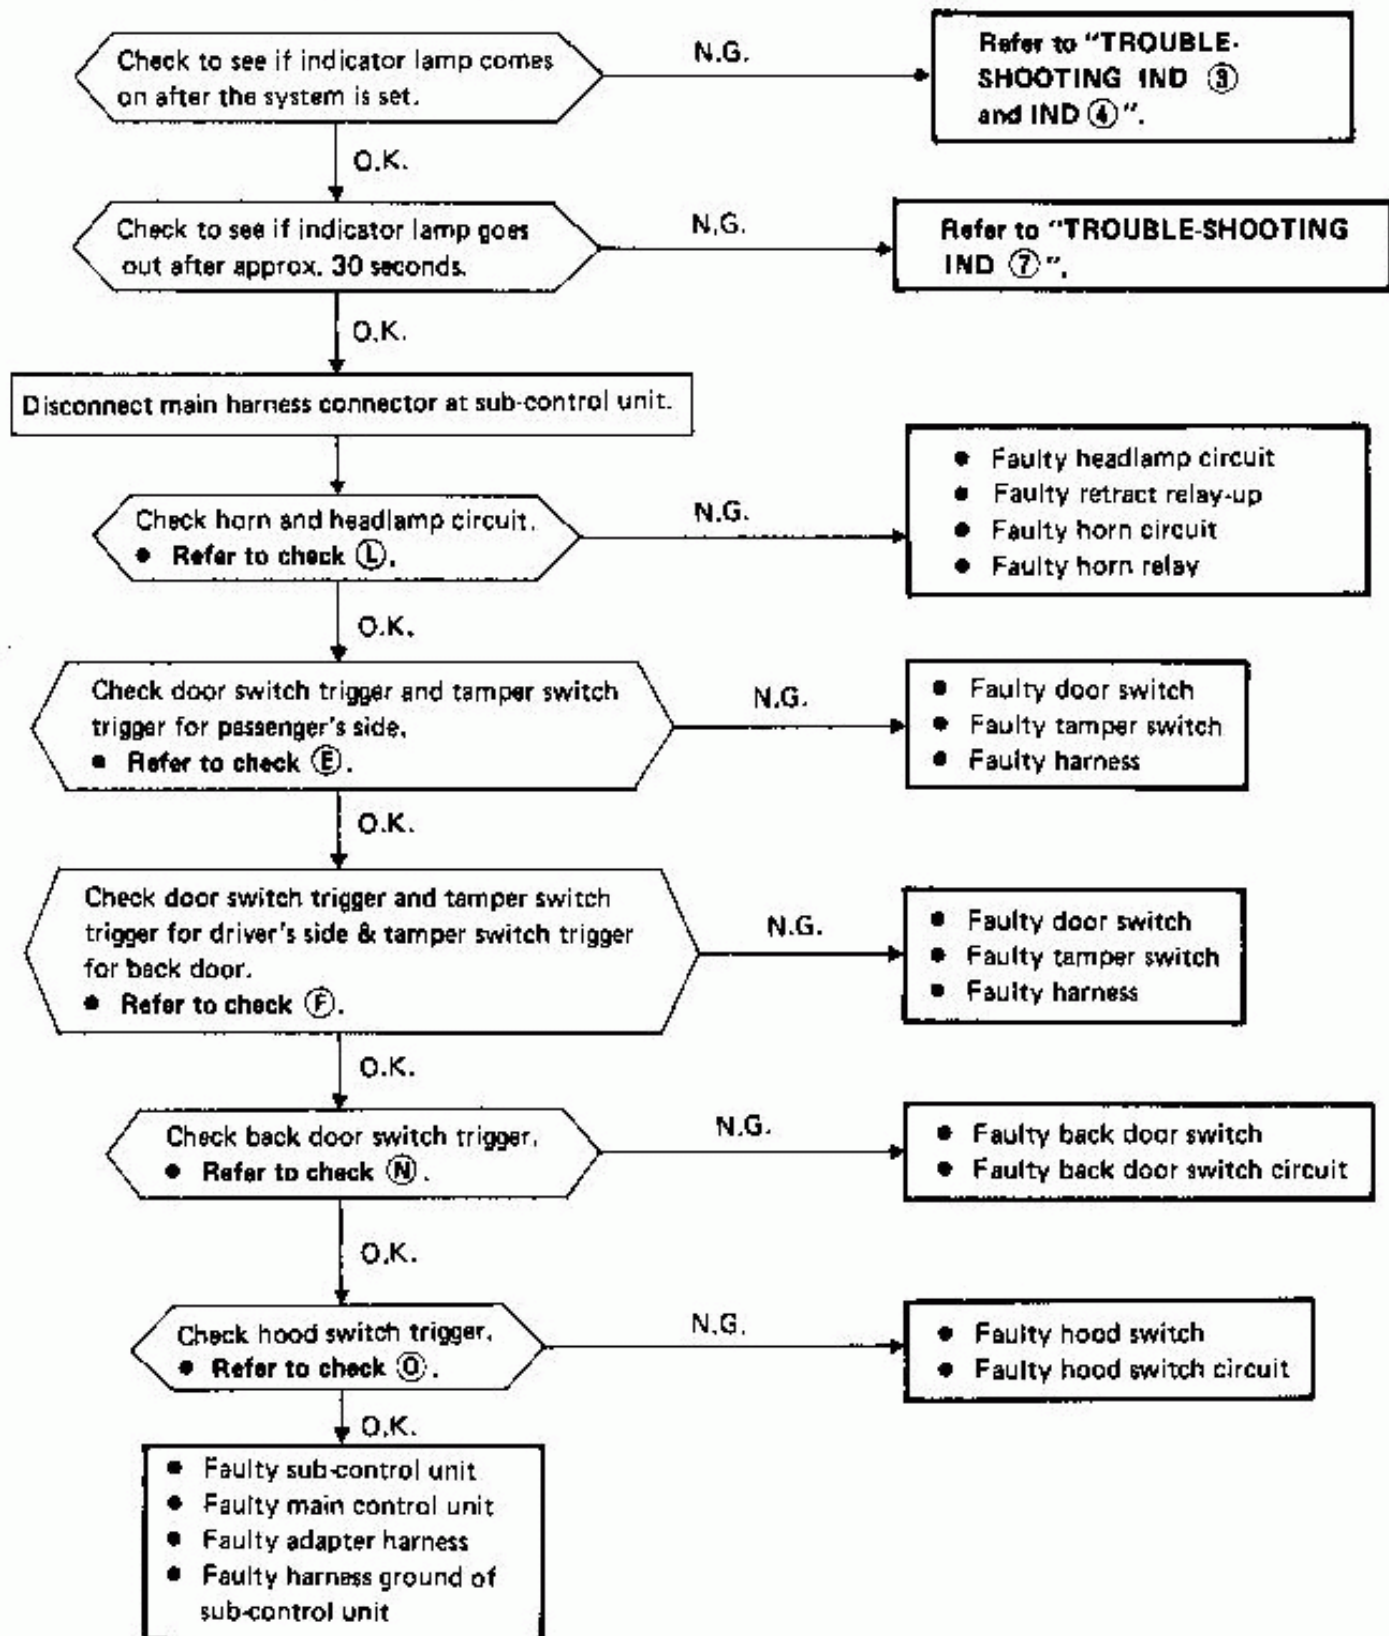 Check to see if indicator lamp comes
on after the system is set.
N.G.
Refer to "TROUBLE-
SHOOTING IND ③
and IND ④".
O.K.
Check to see if indicator lamp goes
out after approx. 30 seconds.
N.G.
Refer to "TROUBLE-SHOOTING
IND ⑦".
O.K.
Disconnect main harness connector at sub-control unit.
Check horn and headlamp circuit.
● Refer to check Ⓛ.
N.G.
● Faulty headlamp circuit
● Faulty retract relay-up
● Faulty horn circuit
● Faulty horn relay
O.K.
Check door switch trigger and tamper switch
trigger for passenger's side.
● Refer to check Ⓔ.
N.G.
● Faulty door switch
● Faulty tamper switch
● Faulty harness
O.K.
Check door switch trigger and tamper switch
trigger for driver's side & tamper switch trigger
for back door.
● Refer to check Ⓕ.
N.G.
● Faulty door switch
● Faulty tamper switch
● Faulty harness
O.K.
Check back door switch trigger.
● Refer to check Ⓝ.
N.G.
● Faulty back door switch
● Faulty back door switch circuit
O.K.
Check hood switch trigger.
● Refer to check Ⓞ.
N.G.
● Faulty hood switch
● Faulty hood switch circuit
O.K.
● Faulty sub-control unit
● Faulty main control unit
● Faulty adapter harness
● Faulty harness ground of
sub-control unit